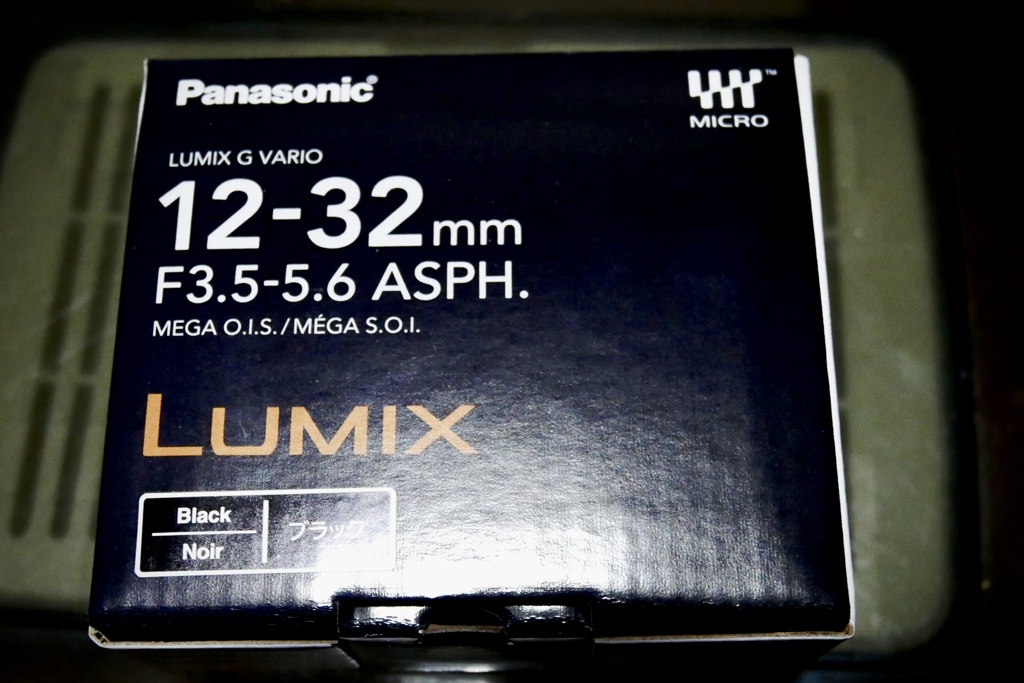 Panasonic
MICRO
LUMIX G VARIO
12-32mm
F3.5-5.6 ASPH.
MEGA O.I.S./MÉGA S.O.I.
LUMIX
Black
Noir
ブラック